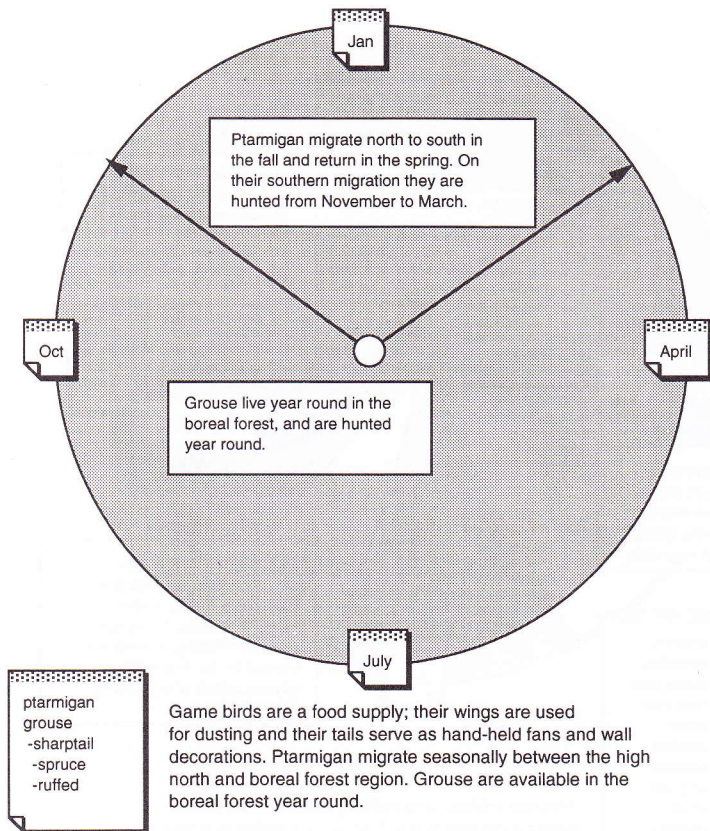 Jan
Ptarmigan migrate north to south in
the fall and return in the spring. On
their southern migration they are
hunted from November to March.
Oct
April
Grouse live year round in the
boreal forest, and are hunted
year round.
July
ptarmigan
grouse
-sharptail
-spruce
-ruffed
Game birds are a food supply; their wings are used
for dusting and their tails serve as hand-held fans and wall
decorations. Ptarmigan migrate seasonally between the high
north and boreal forest region. Grouse are available in the
boreal forest year round.